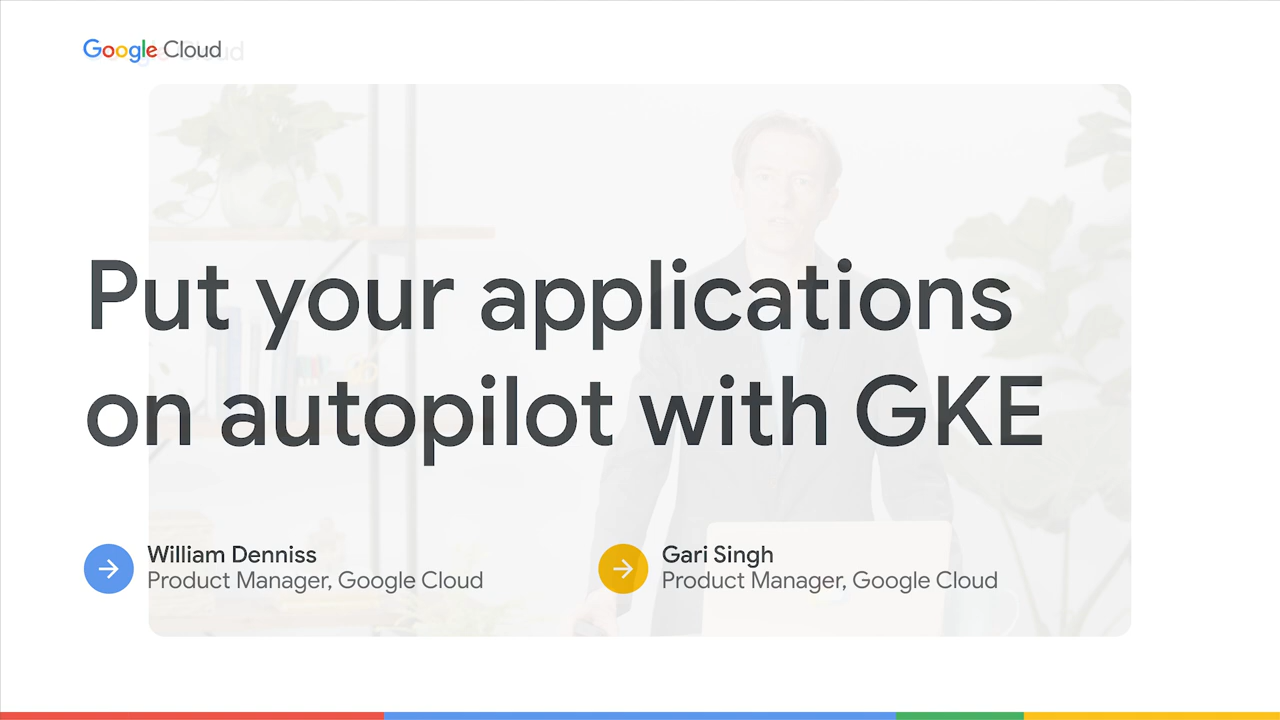 Google Cloud
Put your applications
on autopilot with GKE
William Denniss
Product Manager, Google Cloud
Gari Singh
Product Manager, Google Cloud